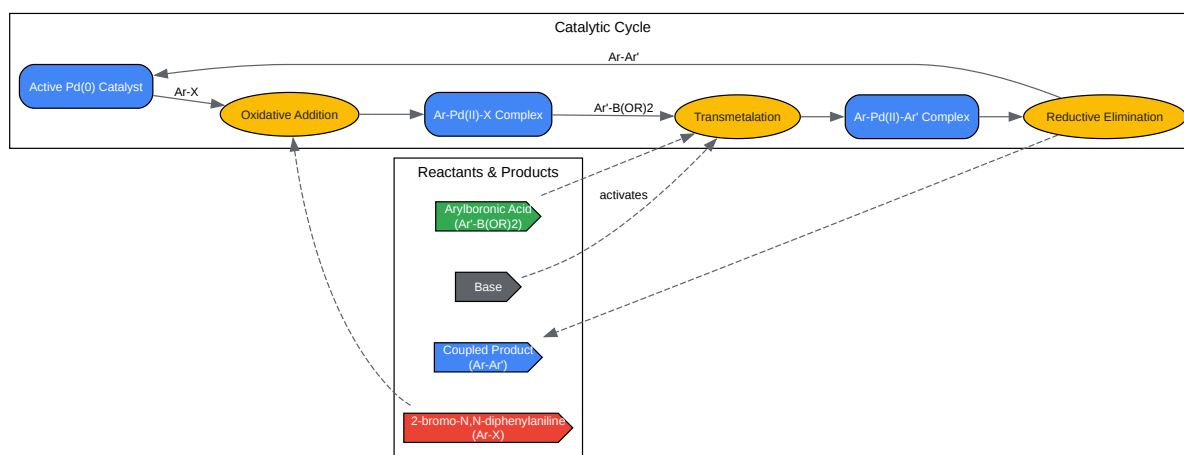 Catalytic Cycle
Ar-Ar'
Active Pd(0) Catalyst
Ar-X
Oxidative Addition
Ar-Pd(II)-X Complex
Ar'-B(OR)2
Transmetalation
Ar-Pd(II)-Ar' Complex
Reductive Elimination
Reactants & Products
activates
Arylboronic Acid
(Ar'-B(OR)2)
Base
Coupled Product
(Ar-Ar')
2-bromo-N,N-diphenylaniline
(Ar-X)